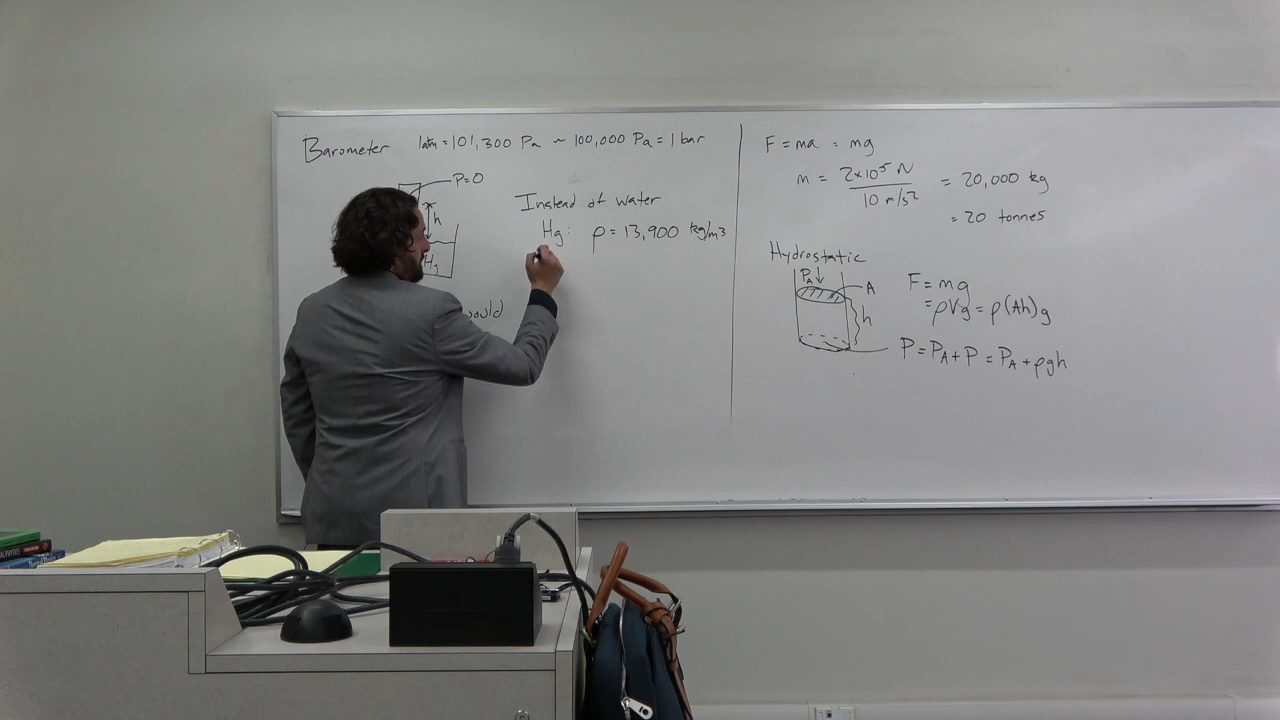 Barometer 1atm = 101,300 Pa ~ 100,000 Pa = 1 bar
P=0
h
Hg
would
Instead of water
Hg: ρ = 13,900 kg/m3
F = ma = mg
m = 2×10⁵ N / 10 m/s² = 20,000 kg
= 20 tonnes
Hydrostatic
P_A
A
h
F = mg
= ρVg = ρ(Ah)g
P = P_A + P = P_A + ρgh